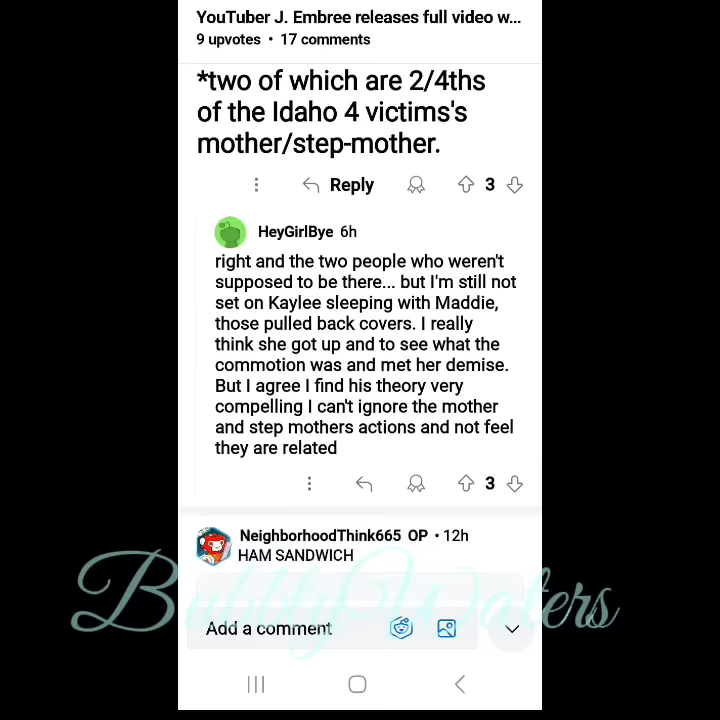 YouTuber J. Embree releases full video w...
9 upvotes • 17 comments
*two of which are 2/4ths
of the Idaho 4 victims's
mother/step-mother.
Reply
3
HeyGirlBye 6h
right and the two people who weren't
supposed to be there... but I'm still not
set on Kaylee sleeping with Maddie,
those pulled back covers. I really
think she got up and to see what the
commotion was and met her demise.
But I agree I find his theory very
compelling I can't ignore the mother
and step mothers actions and not feel
they are related
3
NeighborhoodThink665 OP • 12h
HAM SANDWICH
BubblyWaters
Add a comment